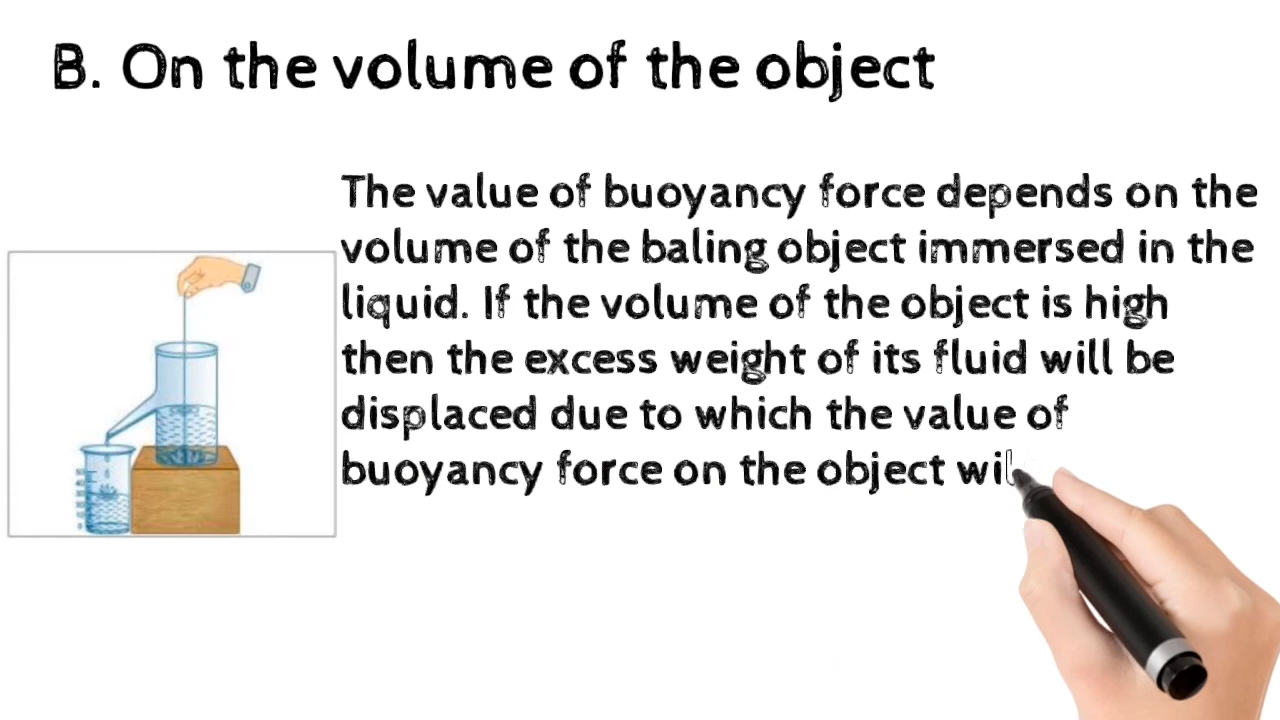 B. On the volume of the object
The value of buoyancy force depends on the
volume of the baling object immersed in the
liquid. If the volume of the object is high
then the excess weight of its fluid will be
displaced due to which the value of
buoyancy force on the object wil